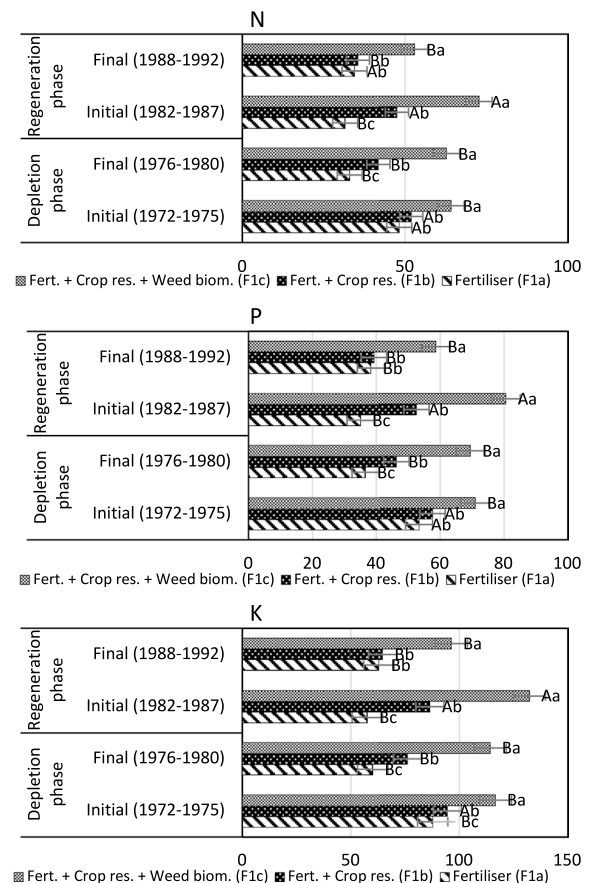 N
Regeneration phase
Final (1988-1992)
Ba
Bb
Ab
Initial (1982-1987)
Aa
Ab
Bc
Depletion phase
Final (1976-1980)
Ba
Bb
Bc
Initial (1972-1975)
Ba
Ab
Ab
0 50 100
Fert. + Crop res. + Weed biom. (F1c) Fert. + Crop res. (F1b) Fertiliser (F1a)
P
Regeneration phase
Final (1988-1992)
Ba
Bb
Bb
Initial (1982-1987)
Aa
Ab
Bc
Depletion phase
Final (1976-1980)
Ba
Bb
Bc
Initial (1972-1975)
Ba
Ab
Ab
0 20 40 60 80 100
Fert. + Crop res. + Weed biom. (F1c) Fert. + Crop res. (F1b) Fertiliser (F1a)
K
Regeneration phase
Final (1988-1992)
Ba
Bb
Bb
Initial (1982-1987)
Aa
Ab
Bc
Depletion phase
Final (1976-1980)
Ba
Bb
Bc
Initial (1972-1975)
Ba
Ab
Bc
0 50 100 150
Fert. + Crop res. + Weed biom. (F1c) Fert. + Crop res. (F1b) Fertiliser (F1a)